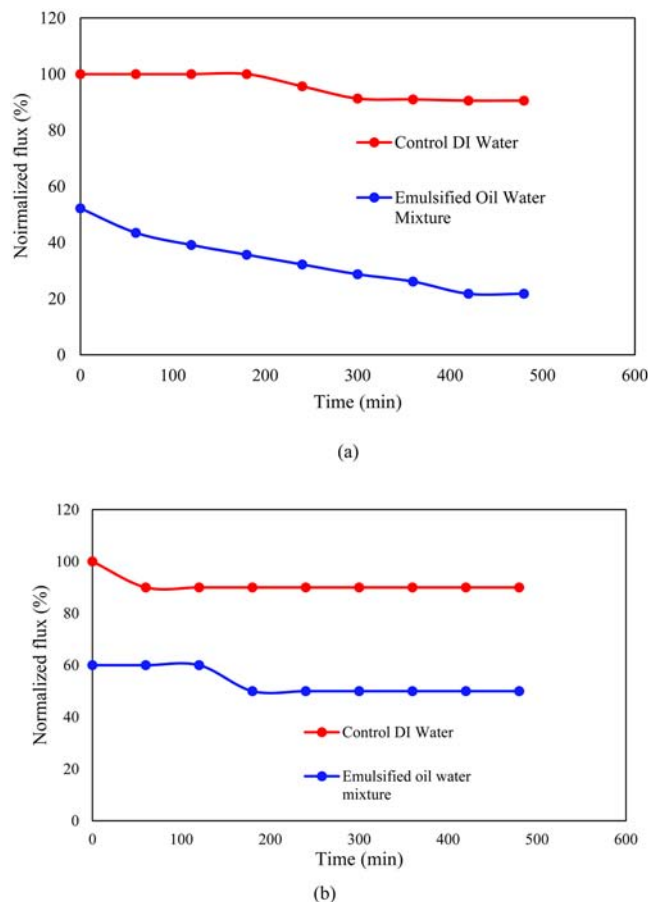 120
100
80
60
40
20
0
Noirmalized flux (%)
Control DI Water
Emulsified Oil Water
Mixture
0 100 200 300 400 500 600
Time (min)
(a)
120
100
80
60
40
20
0
Normalized flux (%)
Control DI Water
Emulsified oil water
mixture
0 100 200 300 400 500 600
Time (min)
(b)